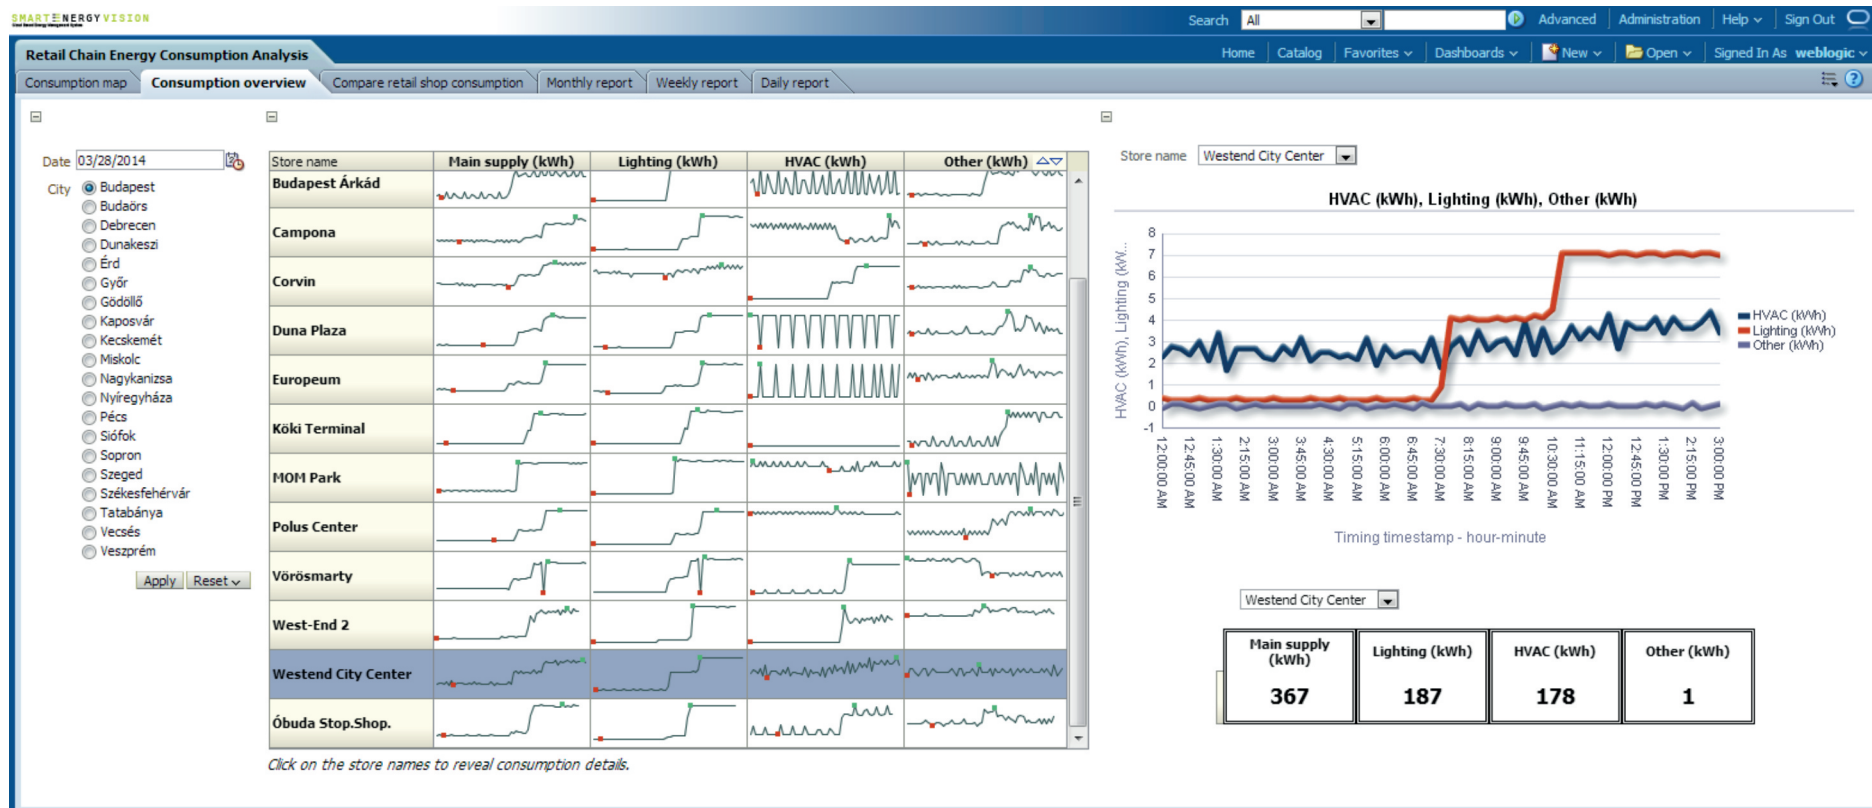 SMARTENERGY VISION
Cloud Based Energy Management System
Search All Advanced Administration Help Sign Out
Retail Chain Energy Consumption Analysis
Home Catalog Favorites Dashboards New Open Signed In As weblogic
Consumption map Consumption overview Compare retail shop consumption Monthly report Weekly report Daily report
Date 03/28/2014
City
Budapest
Budaörs
Debrecen
Dunakeszi
Érd
Győr
Gödöllő
Kaposvár
Kecskemét
Miskolc
Nagykanizsa
Nyíregyháza
Pécs
Siófok
Sopron
Szeged
Székesfehérvár
Tatabánya
Vecsés
Veszprém
Apply Reset
Store name Main supply (kWh) Lighting (kWh) HVAC (kWh) Other (kWh)
Budapest Árkád
Campona
Corvin
Duna Plaza
Europeum
Köki Terminal
MOM Park
Polus Center
Vörösmarty
West-End 2
Westend City Center
Óbuda Stop.Shop.
Click on the store names to reveal consumption details.
Store name Westend City Center
HVAC (kWh), Lighting (kWh), Other (kWh)
HVAC (kWh), Lighting (kW...
8
7
6
5
4
3
2
1
0
-1
12:00:00 AM
12:45:00 AM
1:30:00 AM
2:15:00 AM
3:00:00 AM
3:45:00 AM
4:30:00 AM
5:15:00 AM
6:00:00 AM
6:45:00 AM
7:30:00 AM
8:15:00 AM
9:00:00 AM
9:45:00 AM
10:30:00 AM
11:15:00 AM
12:00:00 PM
12:45:00 PM
1:30:00 PM
2:15:00 PM
3:00:00 PM
Timing timestamp - hour-minute
HVAC (kWh)
Lighting (kWh)
Other (kWh)
Westend City Center
Main supply (kWh) Lighting (kWh) HVAC (kWh) Other (kWh)
367 187 178 1